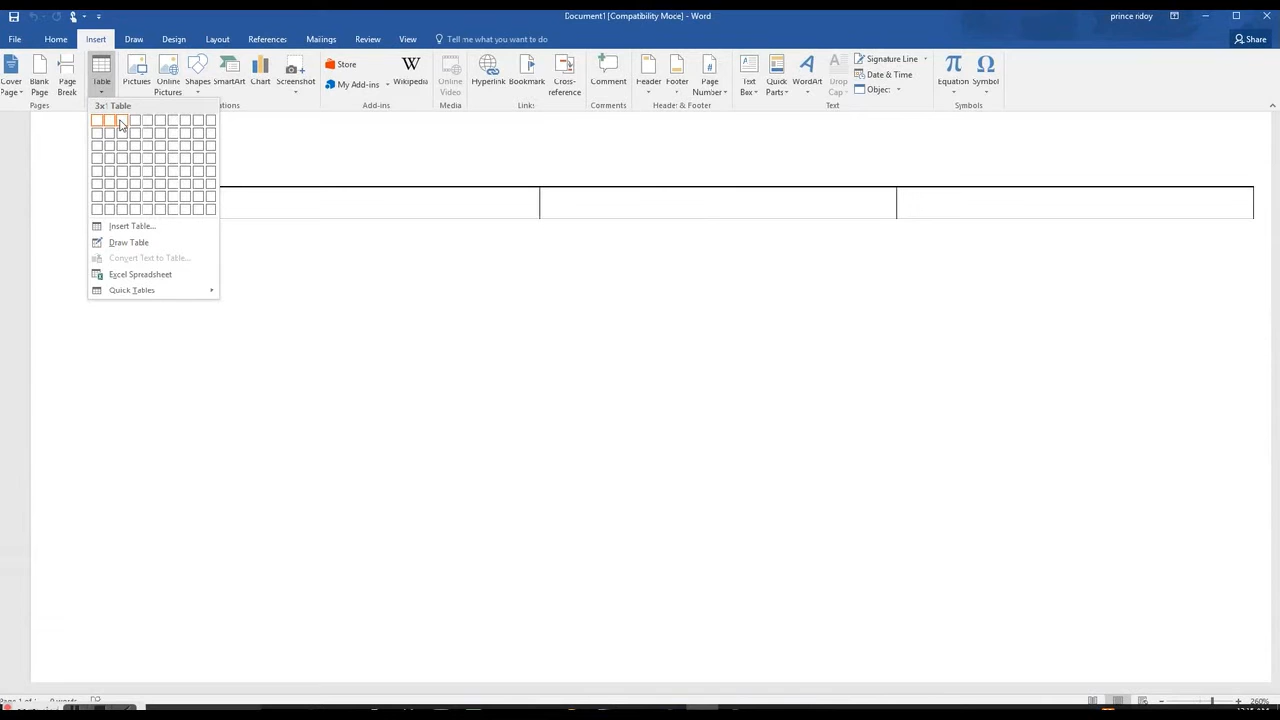 Document1 [Compatibility Moce] - Word
prince ridoy
File Home Insert Draw Design Layout References Mailings Review View Tell me what you want to do Share
Cover Page Blank Page Page Break
Table
Pictures Online Pictures Shapes SmartArt Chart Screenshot
Store
My Add-ins
Wikipedia
Online Video
Hyperlink Bookmark Cross-reference
Comment
Header Footer Page Number
Text Box Quick Parts WordArt Drop Cap
Signature Line
Date & Time
Objec:
Equation Symbol
Pages Add-ins Media Links Comments Header & Footer Text Symbols
3x1 Table
Insert Table...
Draw Table
Convert Text to Table...
Excel Spreadsheet
Quick Tables
260%